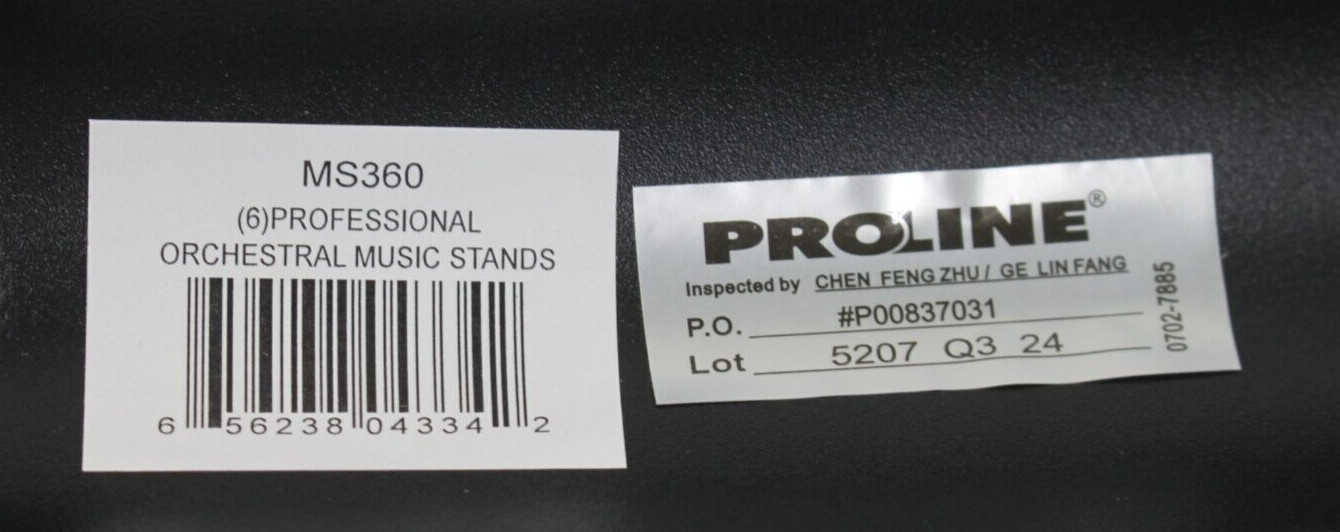 MS360
(6)PROFESSIONAL
ORCHESTRAL MUSIC STANDS
6 56238 04334 2
PROLINE®
Inspected by CHEN FENG ZHU / GE LIN FANG
P.O. #P00837031
Lot 5207 Q3 24
0702-7885